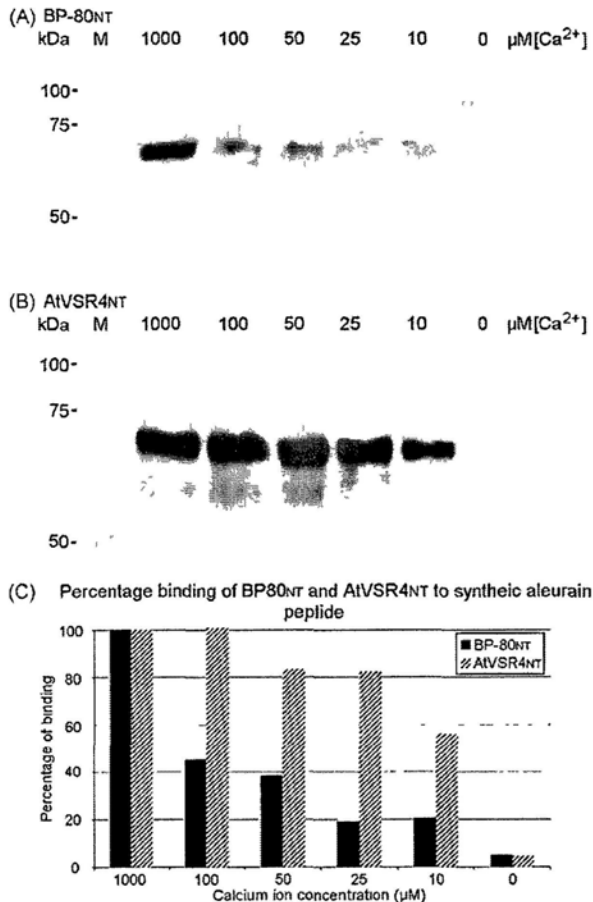 (A) BP-80NT
kDa M 1000 100 50 25 10 0 µM[Ca²⁺]
100-
75-
50-
(B) AtVSR4NT
kDa M 1000 100 50 25 10 0 µM[Ca²⁺]
100-
75-
50-
(C) Percentage binding of BP80NT and AtVSR4NT to syntheic aleurain
peplide
100
80
60
40
20
0
Percentage of binding
BP-80NT
AtVSR4NT
1000 100 50 25 10 0
Calcium ion concentration (µM)